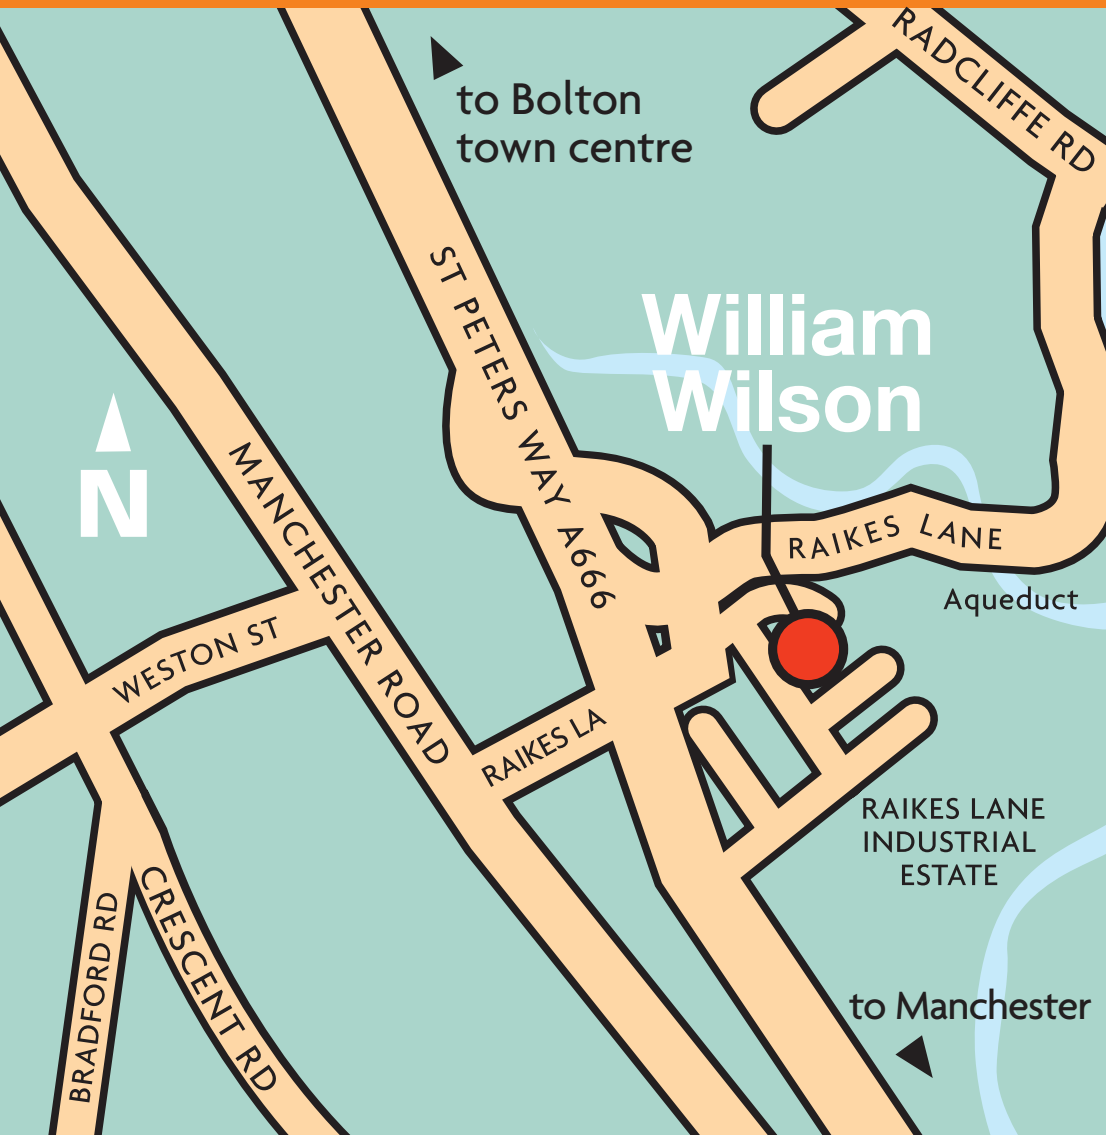 RADCLIFFE RD
to Bolton
town centre
ST PETERS WAY A666
William
Wilson
N
MANCHESTER ROAD
RAIKES LANE
Aqueduct
WESTON ST
RAIKES LA
RAIKES LANE
INDUSTRIAL
ESTATE
BRADFORD RD
CRESCENT RD
to Manchester